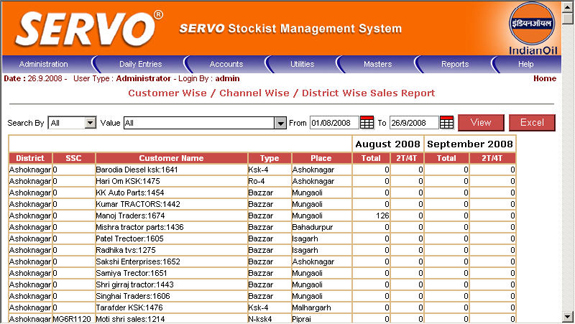 SERVO
SERVO Stockist Management System
इंडियनऑयल
IndianOil
Administration Daily Entries Accounts Utilities Masters Reports Help
Date : 26.9.2008 - User Type : Administrator - Login By : admin Home
Customer Wise / Channel Wise / District Wise Sales Report
Search By All Value All From 01/08/2008 To 26/9/2008 View Excel
August 2008 September 2008
District SSC Customer Name Type Place Total 2T/4T Total 2T/4T
Ashoknagar 0 Barodia Diesel ksk:1641 Ksk-4 Ashoknagar 0 0 0 0
Ashoknagar 0 Hari Om KSK:1475 Ro-4 Ashoknagar 0 0 0 0
Ashoknagar 0 KK Auto Parts:1454 Bazzar Mungaoli 0 0 0 0
Ashoknagar 0 Kumar TRACTORS:1442 Bazzar Mungaoli 0 0 0 0
Ashoknagar 0 Manoj Traders:1674 Bazzar Mungaoli 126 0 0 0
Ashoknagar 0 Mishra tractor parts:1436 Bazzar Bahadurpur 0 0 0 0
Ashoknagar 0 Patel Trectoer:1605 Bazzar Isagarh 0 0 0 0
Ashoknagar 0 Radhika tvs:1275 Bazzar Isagarh 0 0 0 0
Ashoknagar 0 Sakshi Enterprises:1652 Bazzar Ashoknagar 0 0 0 0
Ashoknagar 0 Samiya Trector:1651 Bazzar Mungaoli 0 0 0 0
Ashoknagar 0 Shri girraj tractor:1443 Bazzar Mungaoli 0 0 0 0
Ashoknagar 0 Singhai Traders:1606 Bazzar Mungaoli 0 0 0 0
Ashoknagar 0 Tarafder KSK:1476 Ksk-4 Malhargarh 0 0 0 0
Ashoknagar MG6R1120 Moti shri sales:1214 N-ksk4 Piprai 0 0 0 0